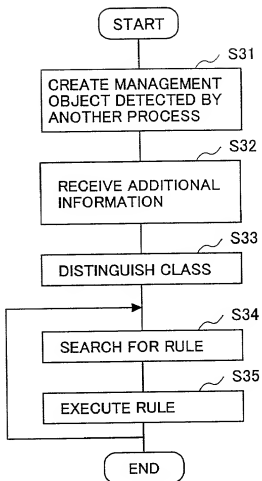 START
S31
CREATE MANAGEMENT
OBJECT DETECTED BY
ANOTHER PROCESS
S32
RECEIVE ADDITIONAL
INFORMATION
S33
DISTINGUISH CLASS
S34
SEARCH FOR RULE
S35
EXECUTE RULE
END